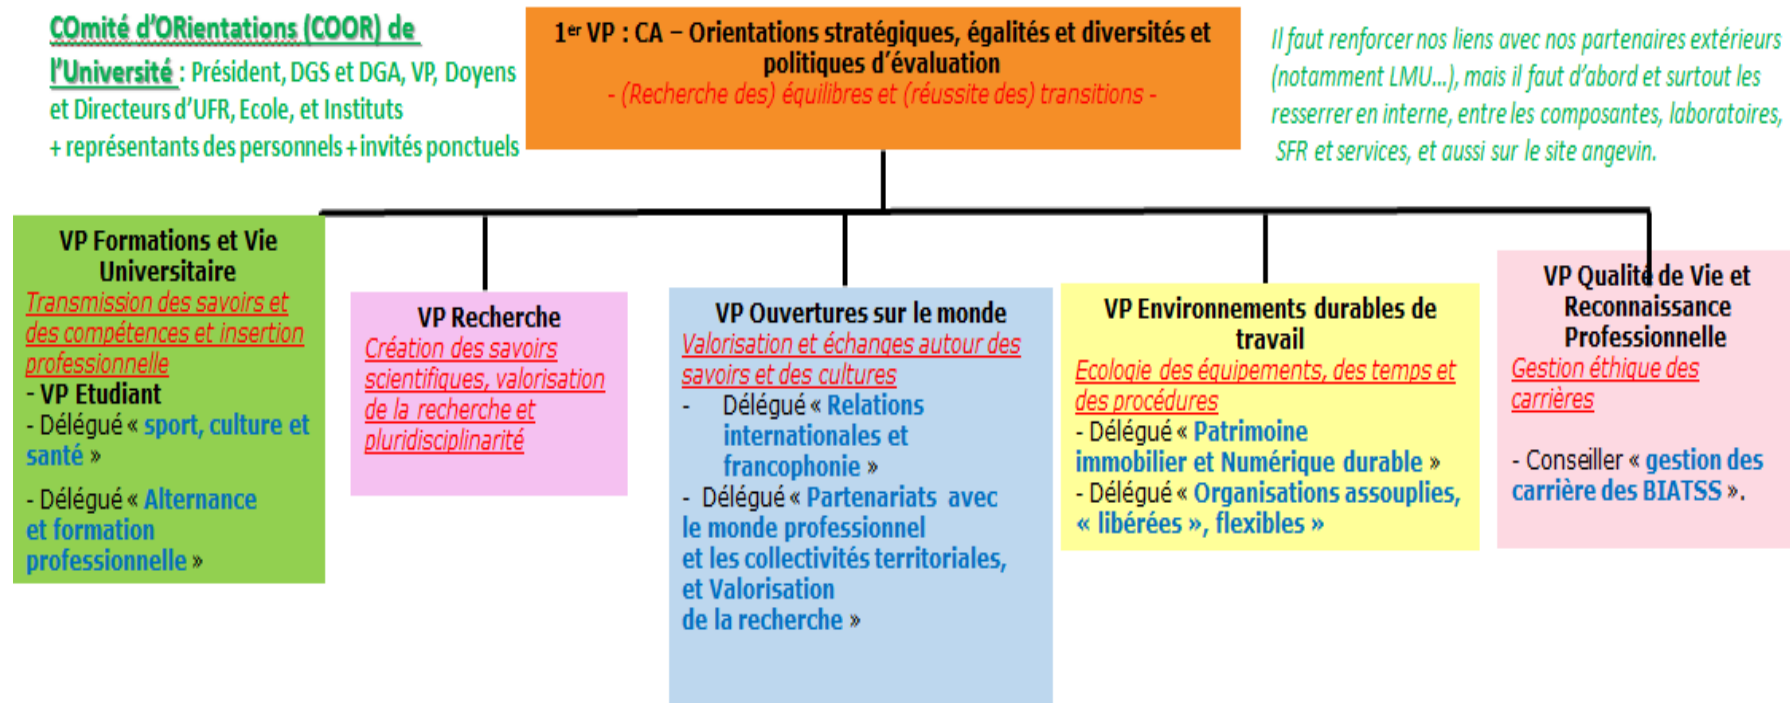 COmité d'ORientations (COOR) de
l'Université : Président, DGS et DGA, VP, Doyens
et Directeurs d'UFR, Ecole, et Instituts
+ représentants des personnels + invités ponctuels
1er VP : CA – Orientations stratégiques, égalités et diversités et
politiques d'évaluation
- (Recherche des) équilibres et (réussite des) transitions -
Il faut renforcer nos liens avec nos partenaires extérieurs
(notamment LMU...), mais il faut d'abord et surtout les
resserrer en interne, entre les composantes, laboratoires,
SFR et services, et aussi sur le site angevin.
VP Formations et Vie
Universitaire
Transmission des savoirs et
des compétences et insertion
professionnelle
- VP Etudiant
- Délégué « sport, culture et
santé »
- Délégué « Alternance
et formation
professionnelle »
VP Recherche
Création des savoirs
scientifiques, valorisation
de la recherche et
pluridisciplinarité
VP Ouvertures sur le monde
Valorisation et échanges autour des
savoirs et des cultures
- Délégué « Relations
internationales et
francophonie »
- Délégué « Partenariats avec
le monde professionnel
et les collectivités territoriales,
et Valorisation
de la recherche »
VP Environnements durables de
travail
Ecologie des équipements, des temps et
des procédures
- Délégué « Patrimoine
immobilier et Numérique durable »
- Délégué « Organisations assouplies,
« libérées », flexibles »
VP Qualité de Vie et
Reconnaissance
Professionnelle
Gestion éthique des
carrières
- Conseiller « gestion des
carrière des BIATSS ».